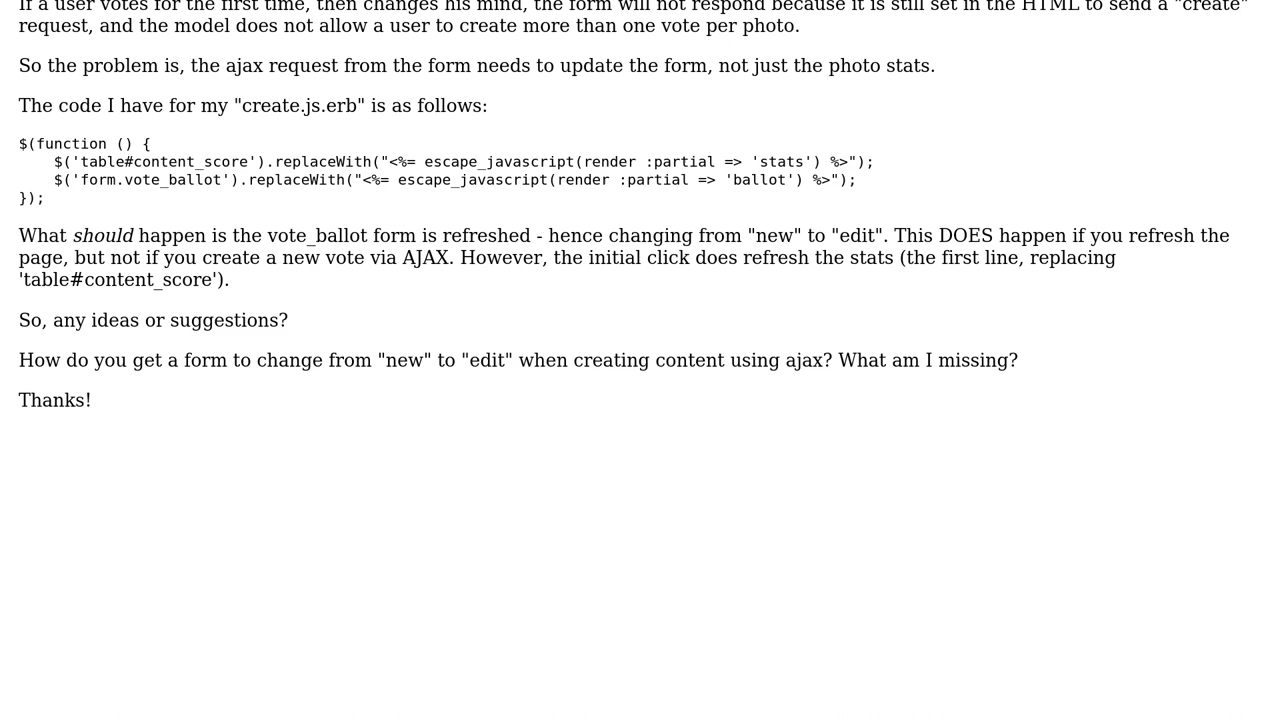 If a user votes for the first time, then changes his mind, the form will not respond because it is still set in the HTML to send a "create"
request, and the model does not allow a user to create more than one vote per photo.
So the problem is, the ajax request from the form needs to update the form, not just the photo stats.
The code I have for my "create.js.erb" is as follows:
$(function () {
    $('table#content_score').replaceWith("<%= escape_javascript(render :partial => 'stats') %>");
    $('form.vote_ballot').replaceWith("<%= escape_javascript(render :partial => 'ballot') %>");
});
What should happen is the vote_ballot form is refreshed - hence changing from "new" to "edit". This DOES happen if you refresh the
page, but not if you create a new vote via AJAX. However, the initial click does refresh the stats (the first line, replacing
'table#content_score').
So, any ideas or suggestions?
How do you get a form to change from "new" to "edit" when creating content using ajax? What am I missing?
Thanks!